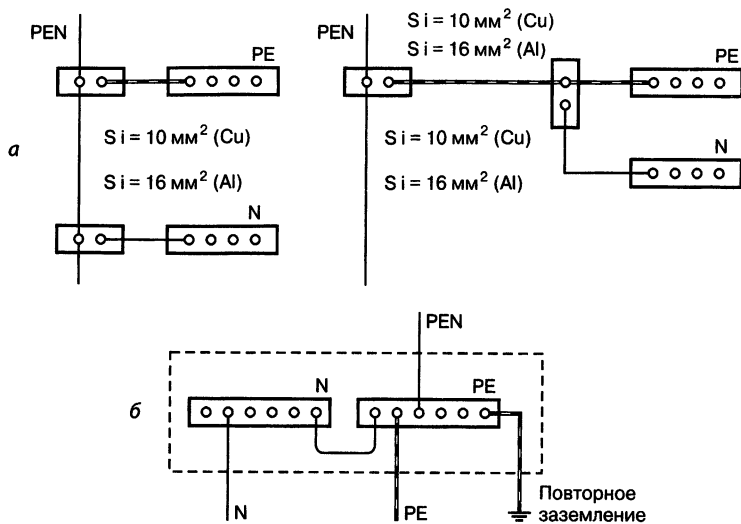 PEN
PE
а
S i = 10 мм² (Cu)
S i = 16 мм² (Al)
N
PEN
S i = 10 мм² (Cu)
S i = 16 мм² (Al)
PE
S i = 10 мм² (Cu)
S i = 16 мм² (Al)
N
PEN
б
N
PE
N
PE
Повторное
заземление